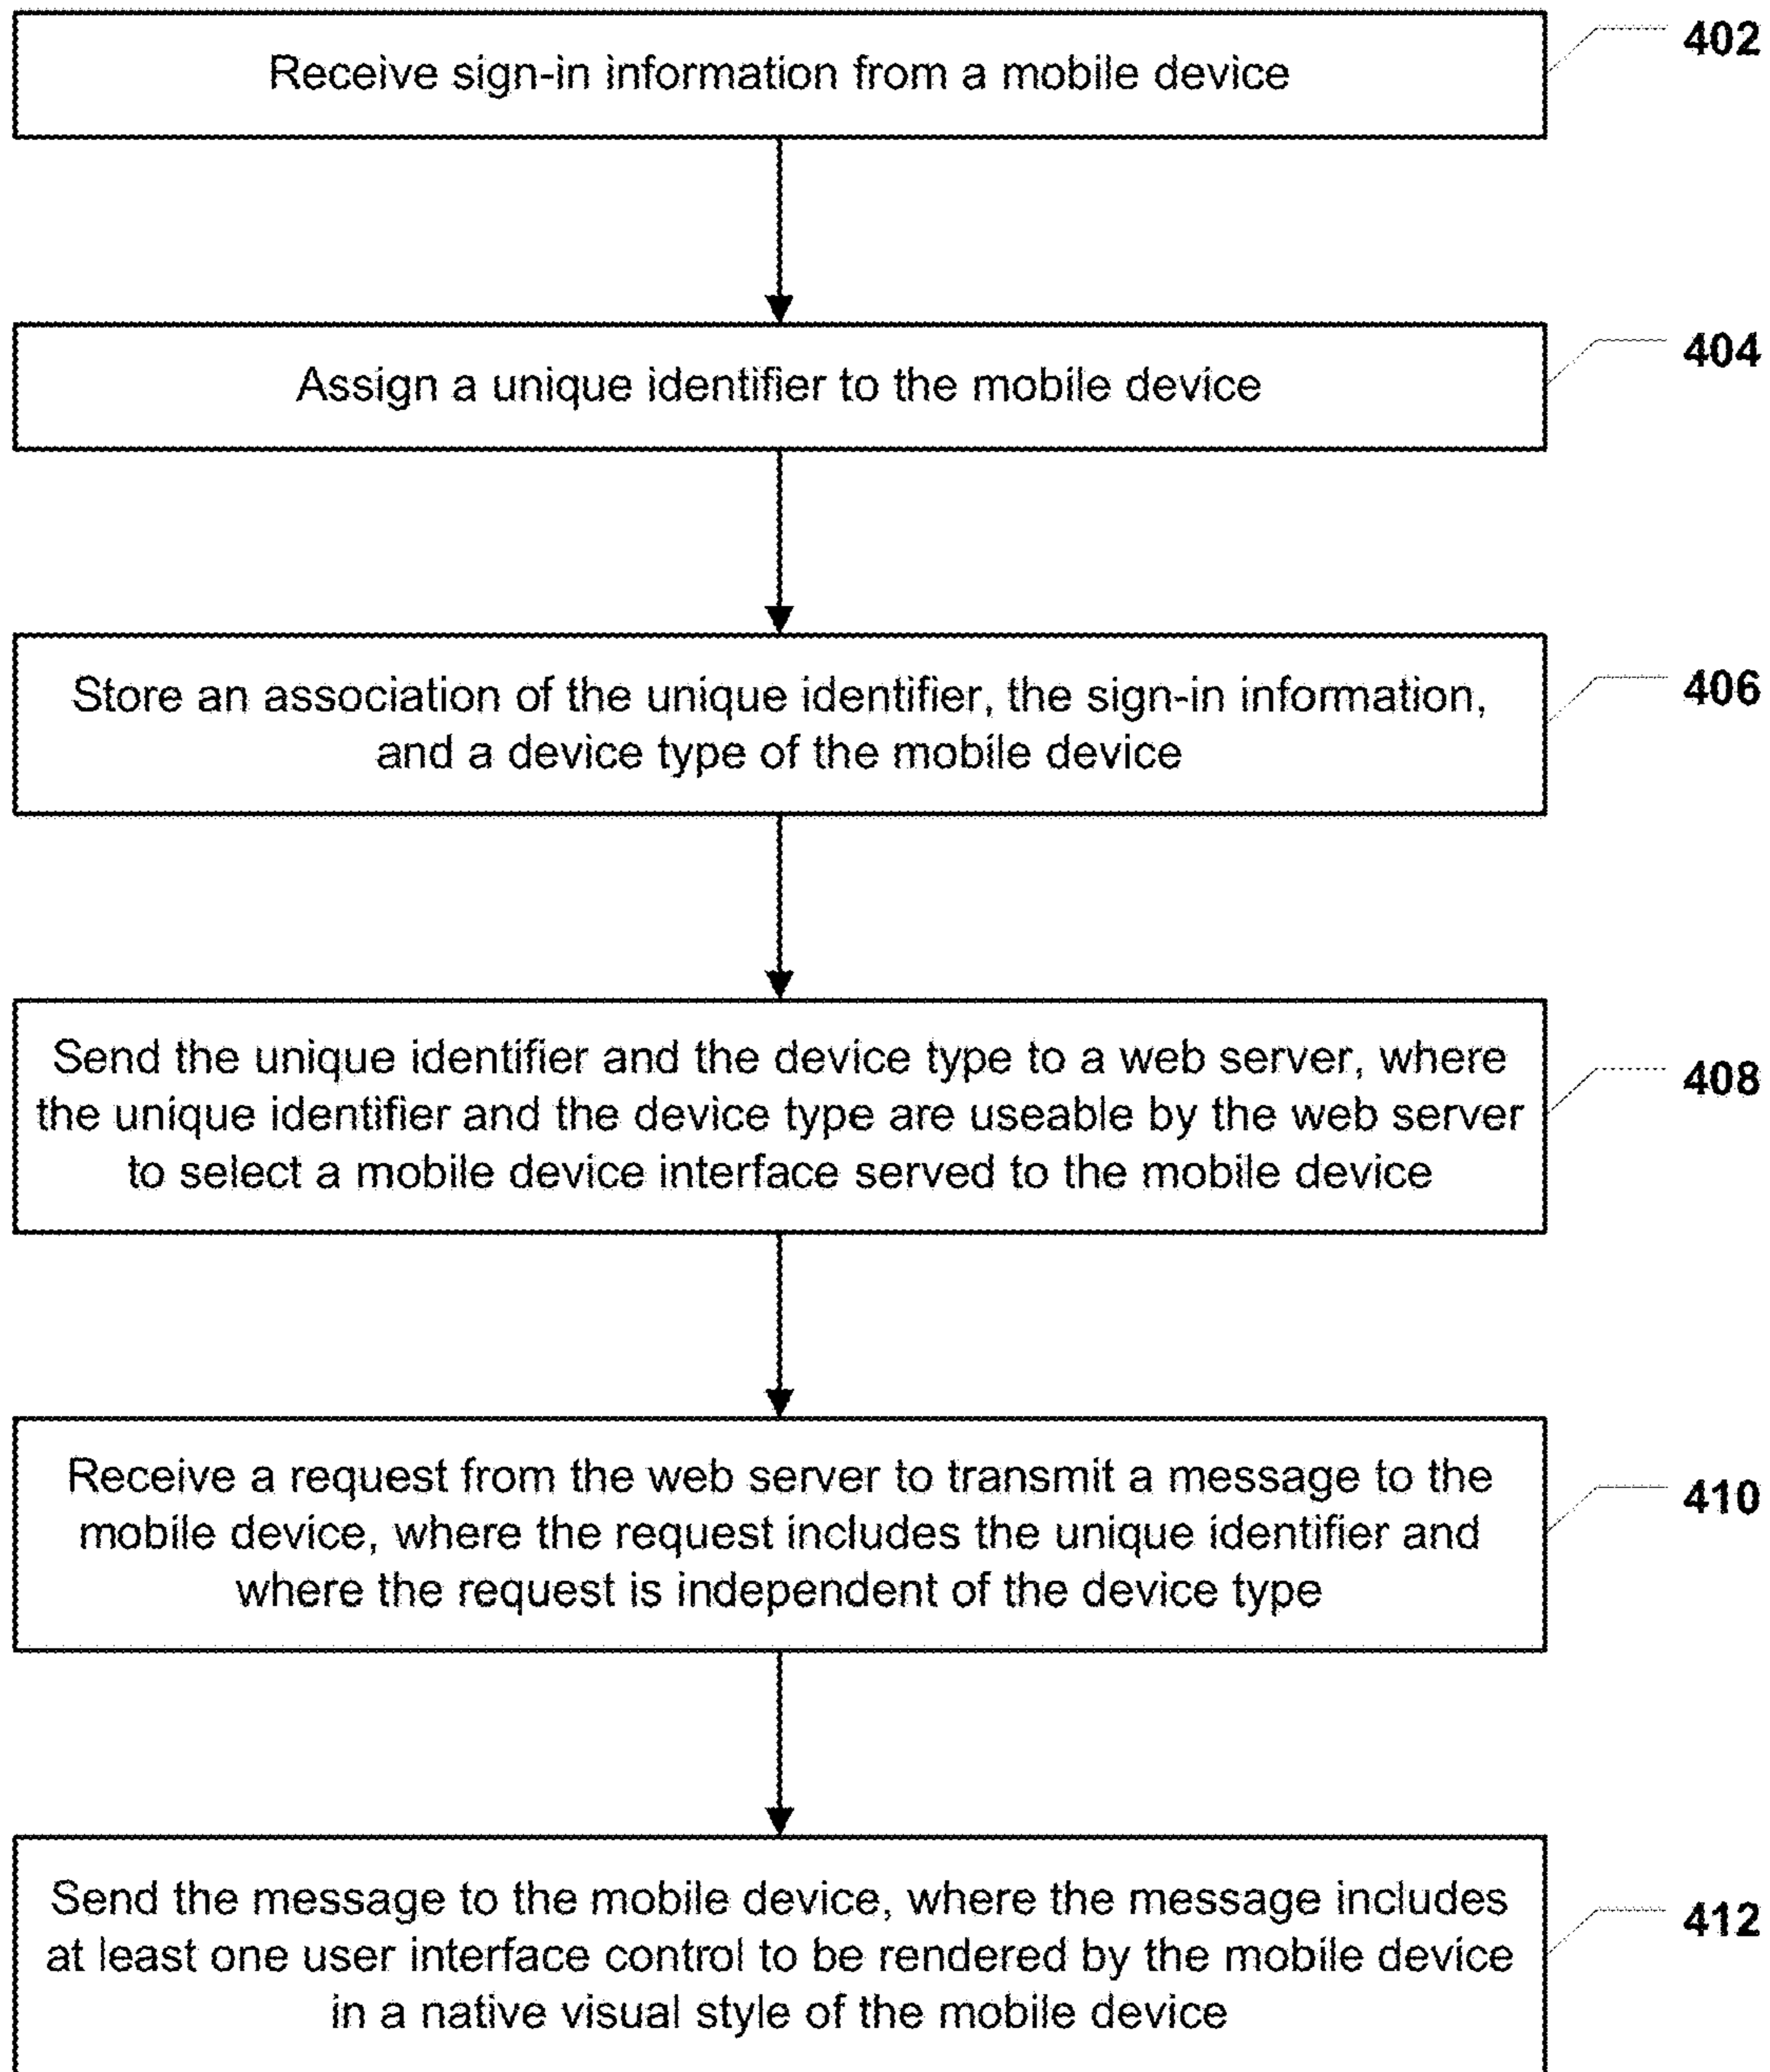 Receive sign-in information from a mobile device
402
Assign a unique identifier to the mobile device
404
Store an association of the unique identifier, the sign-in information,
and a device type of the mobile device
406
Send the unique identifier and the device type to a web server, where
the unique identifier and the device type are useable by the web server
to select a mobile device interface served to the mobile device
408
Receive a request from the web server to transmit a message to the
mobile device, where the request includes the unique identifier and
where the request is independent of the device type
410
Send the message to the mobile device, where the message includes
at least one user interface control to be rendered by the mobile device
in a native visual style of the mobile device
412